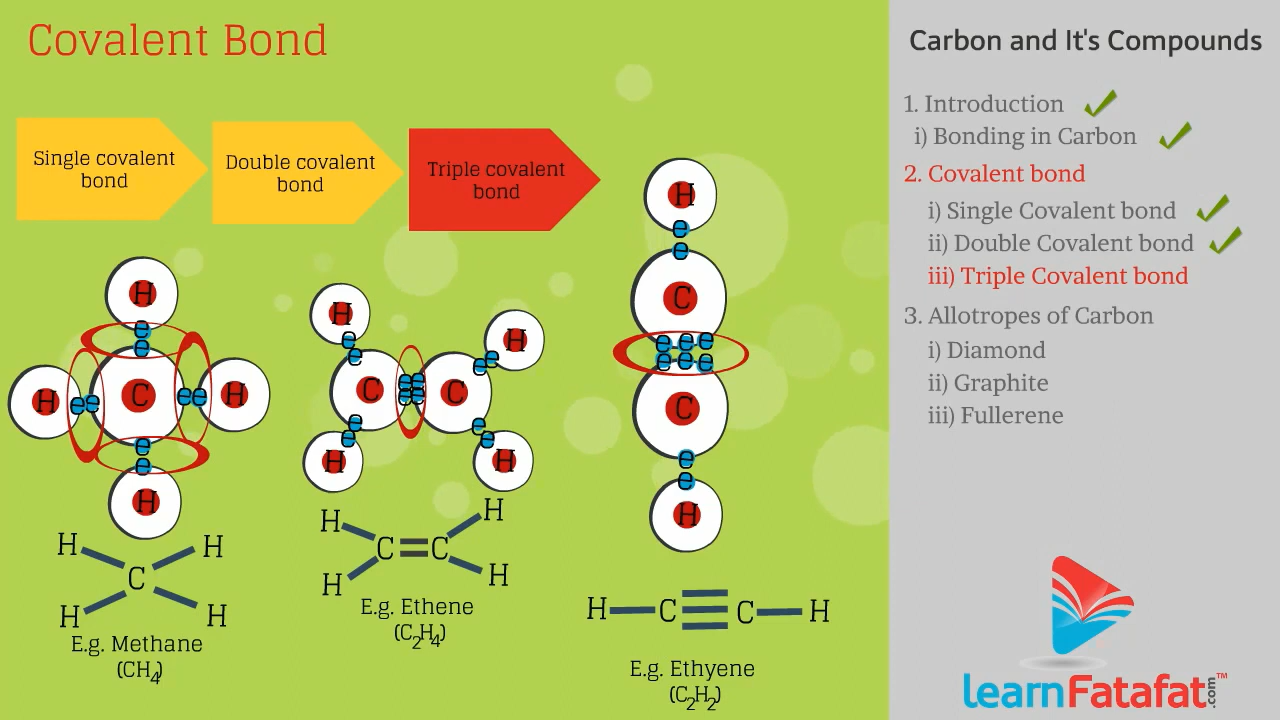 Covalent Bond
Single covalent
bond
Double covalent
bond
Triple covalent
bond
H
e
e
H
e
e
C
e
e
H
e
e
H
H
H
C
H
H
E.g. Methane
(CH4)
H
H
e
e
e
e
C
e
e
e
e
C
e
e
e
e
H
H
H
H
C
C
H
H
E.g. Ethene
(C2H4)
H
e
e
C
e
e
e
e
e
e
C
e
e
H
H
C
C
H
E.g. Ethyene
(C2H2)
Carbon and It's Compounds
1. Introduction
i) Bonding in Carbon
2. Covalent bond
i) Single Covalent bond
ii) Double Covalent bond
iii) Triple Covalent bond
3. Allotropes of Carbon
i) Diamond
ii) Graphite
iii) Fullerene
learnFatafat.com™